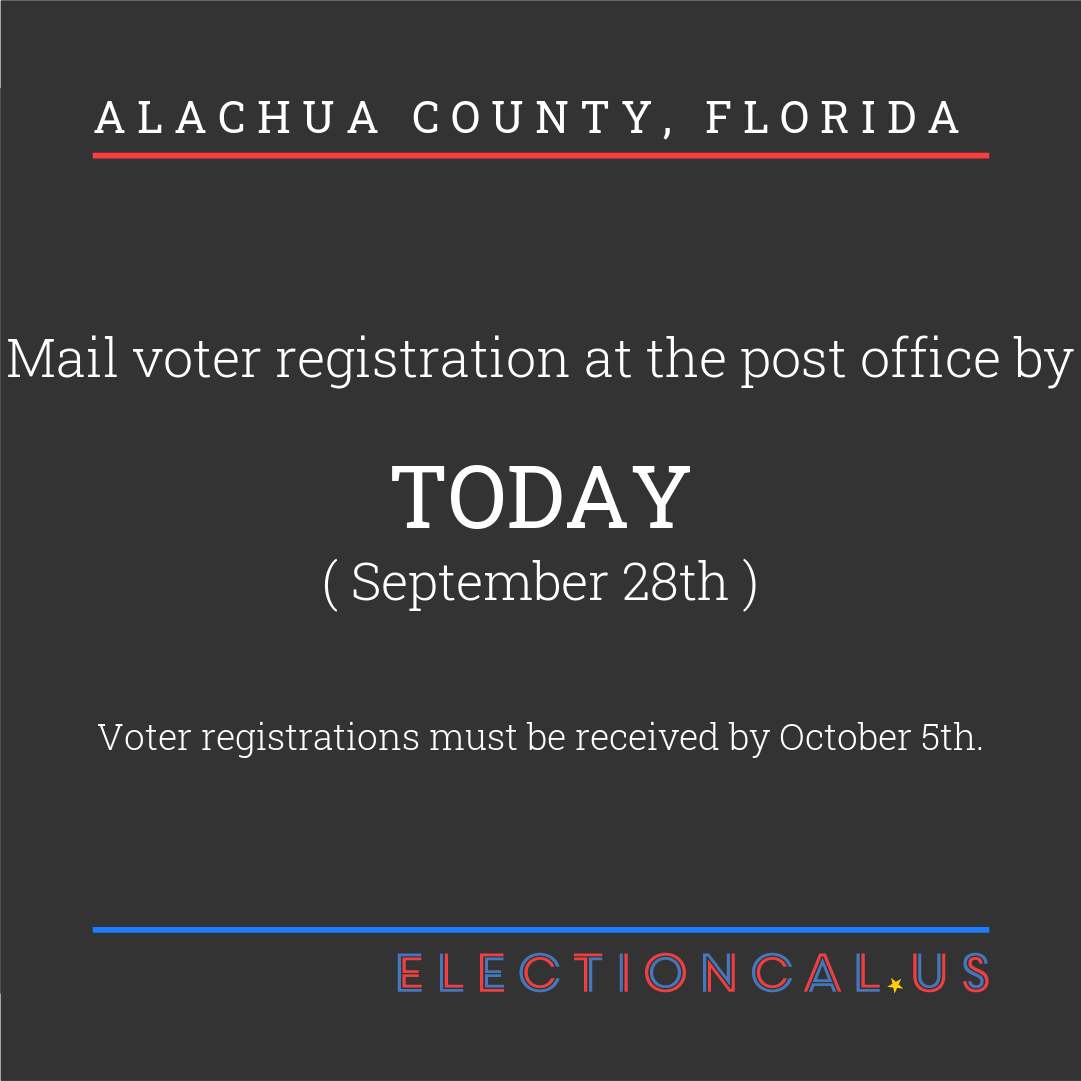 ALACHUA COUNTY, FLORIDA
Mail voter registration at the post office by
TODAY
( September 28th )
Voter registrations must be received by October 5th.
ELECTIONCAL.US